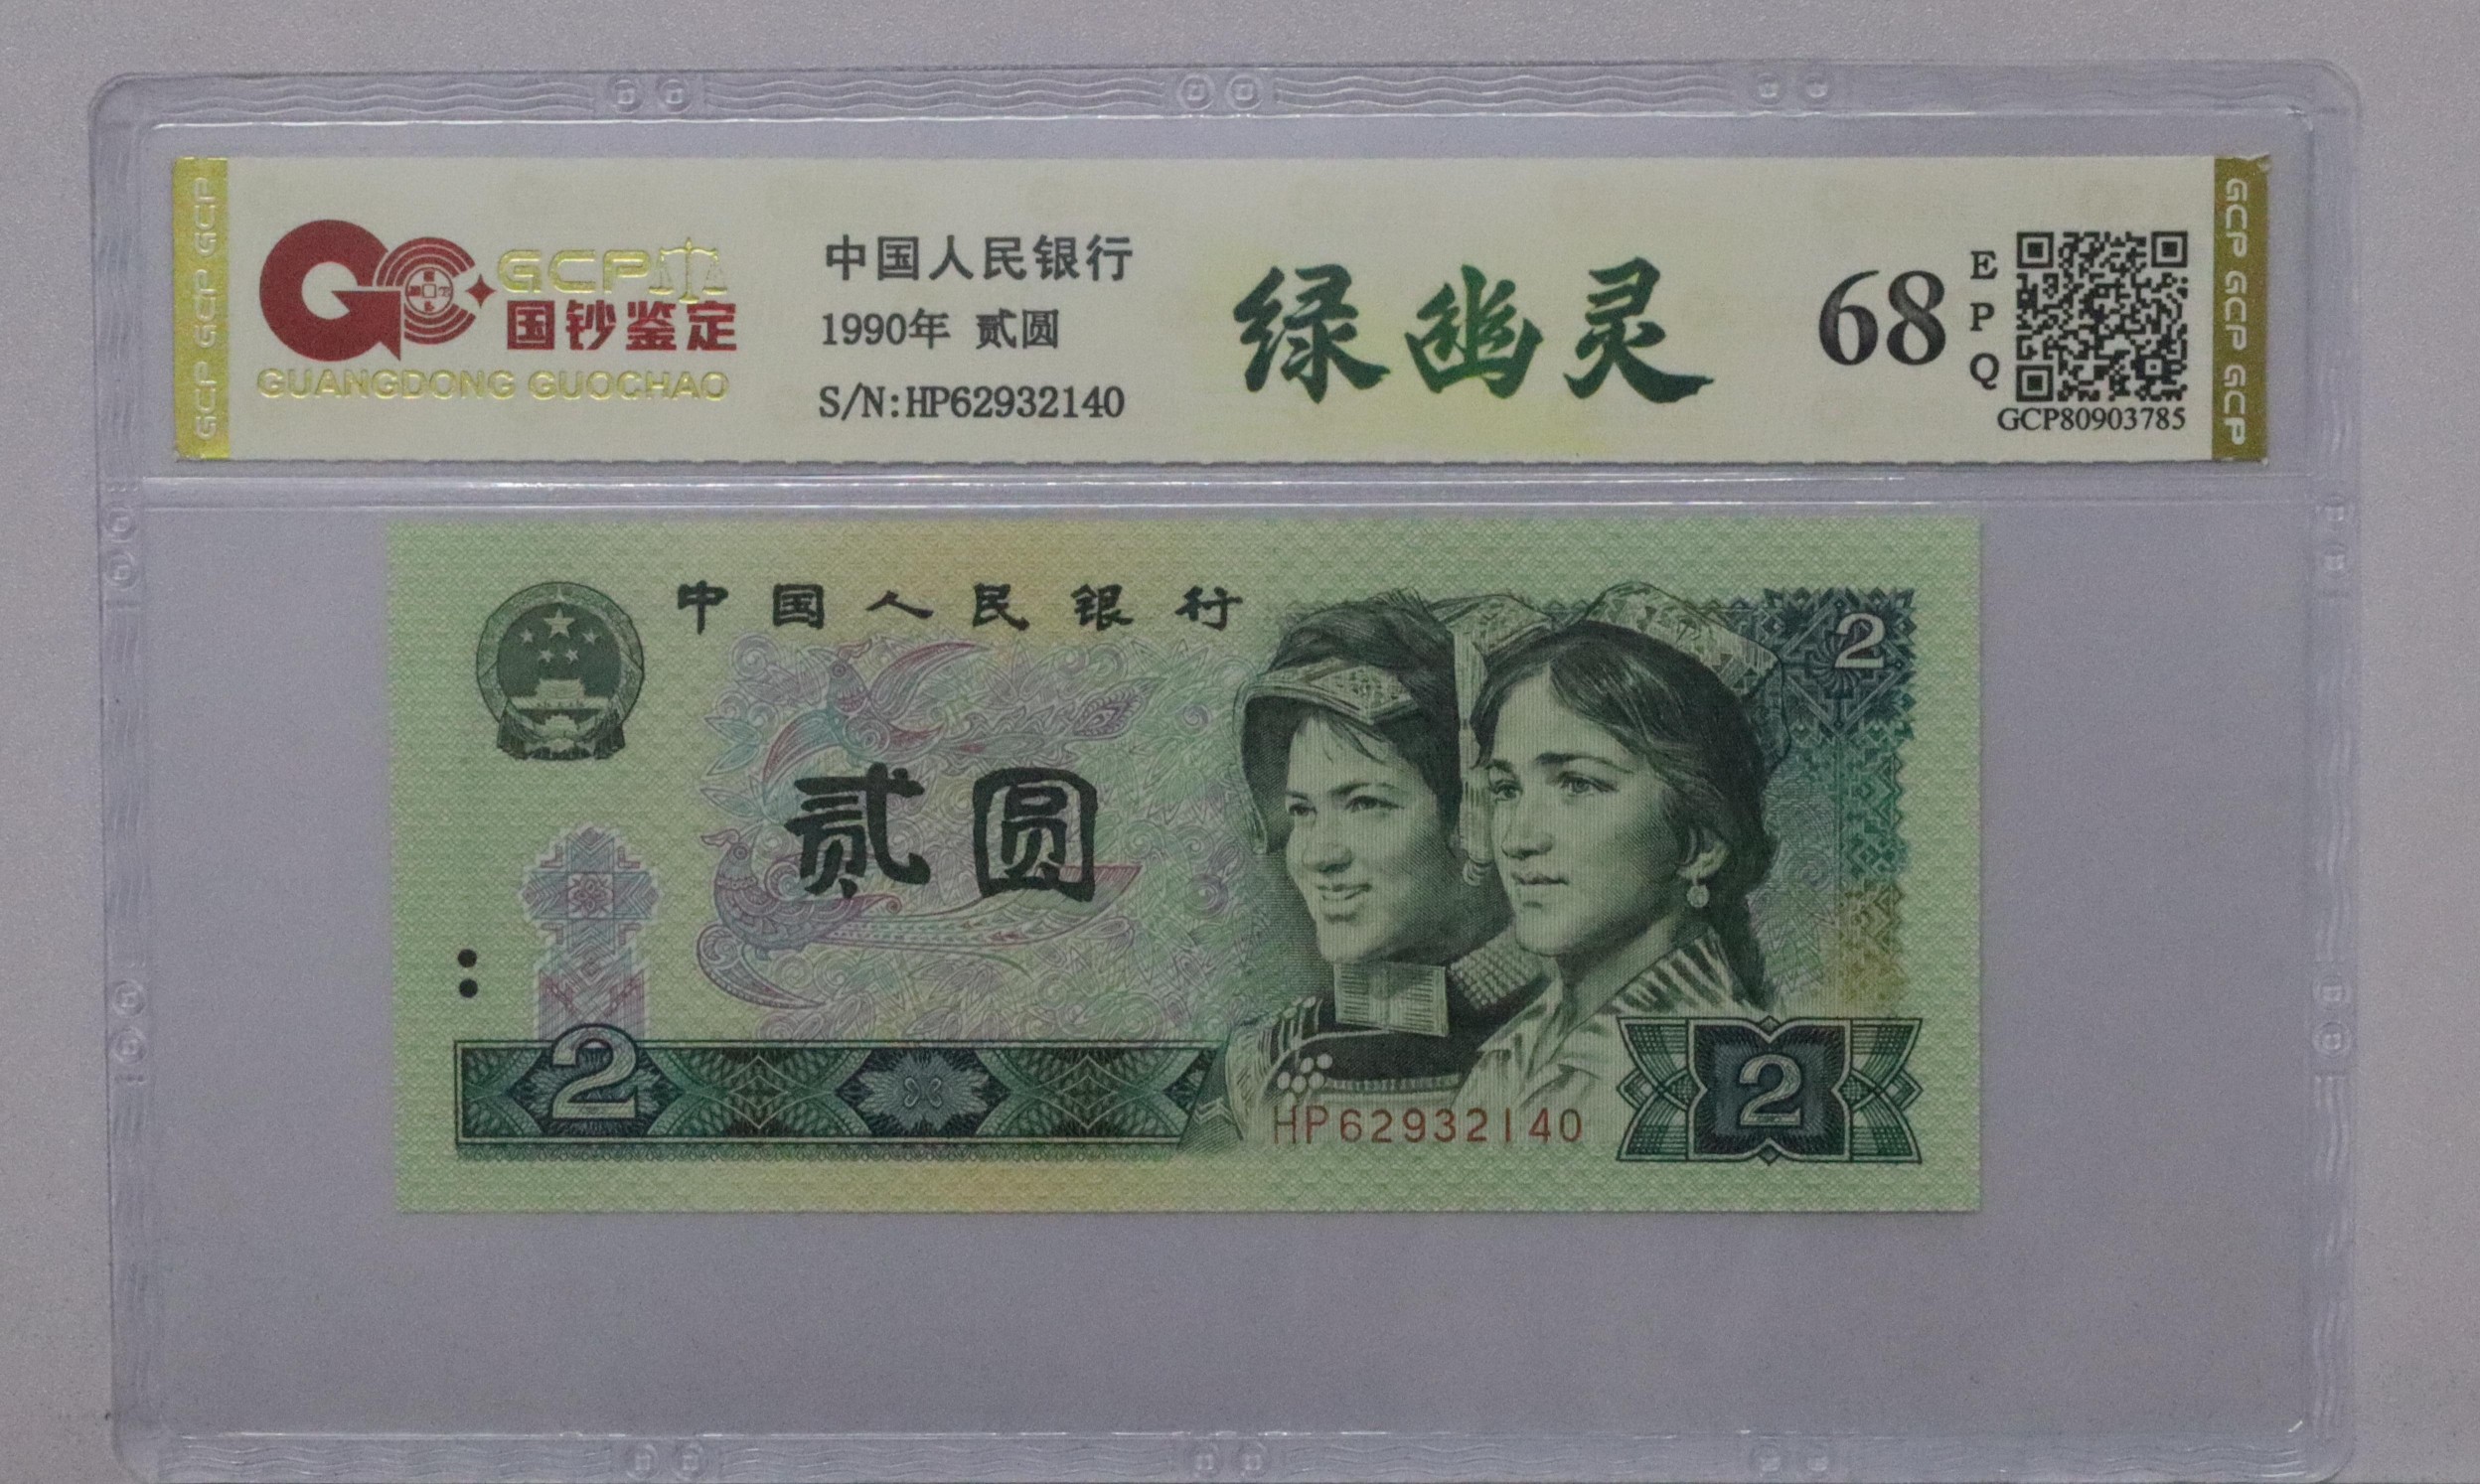 GCP GCP GCP
GCP
国钞鉴定
GUANGDONG GUOCHAO
中国人民银行
1990年 贰圆
S/N:HP62932140
绿幽灵
68
EPQ
GCP80903785
GCP GCP GCP
中国人民银行
2
贰圆
2
HP62932140
2